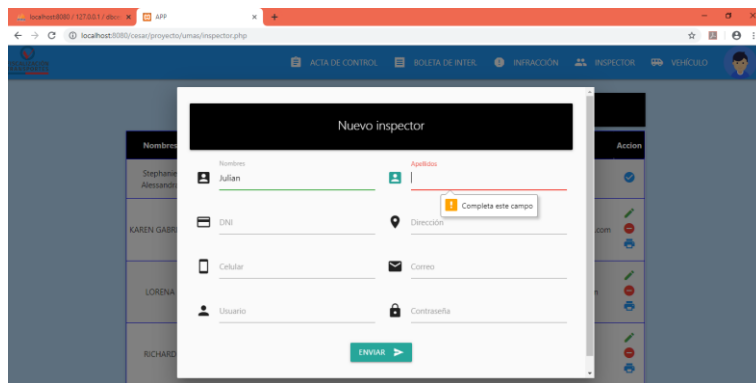 localhost:8080 / 127.0.0.1 /
APP
localhost:8080/cesar/proyecto/umas/inspector.php
ACTA DE CONTROL
BOLETA DE INTER.
INFRACCIÓN
INSPECTOR
VEHÍCULO
Nuevo inspector
Nombres
Accion
Nombres
Julian
Apellidos
Stephanie
Alessandra
Completa este campo
DNI
Dirección
KAREN GABRI
.com
Celular
Correo
LORENA
Usuario
Contraseña
RICHARD
ENVIAR